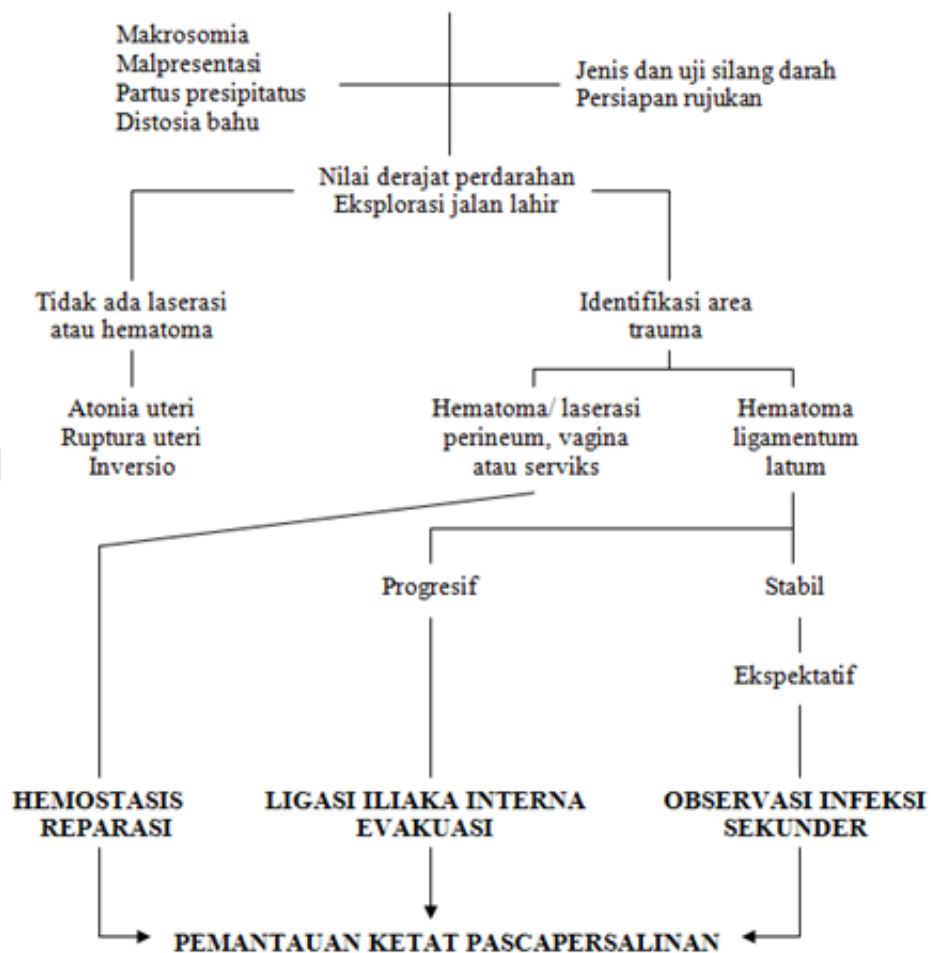 Makrosomia
Malpresentasi
Partus presipitatus
Distosia bahu
Jenis dan uji silang darah
Persiapan rujukan
Nilai derajat perdarahan
Eksplorasi jalan lahir
Tidak ada laserasi
atau hematoma
Identifikasi area
trauma
Atonia uteri
Ruptura uteri
Inversio
Hematoma/ laserasi
perineum, vagina
atau serviks
Hematoma
ligamentum
latum
Progresif
Stabil
Ekspektatif
HEMOSTASIS
REPARASI
LIGASI ILIAKA INTERNA
EVAKUASI
OBSERVASI INFEKSI
SEKUNDER
PEMANTAUAN KETAT PASCAPERSALINAN